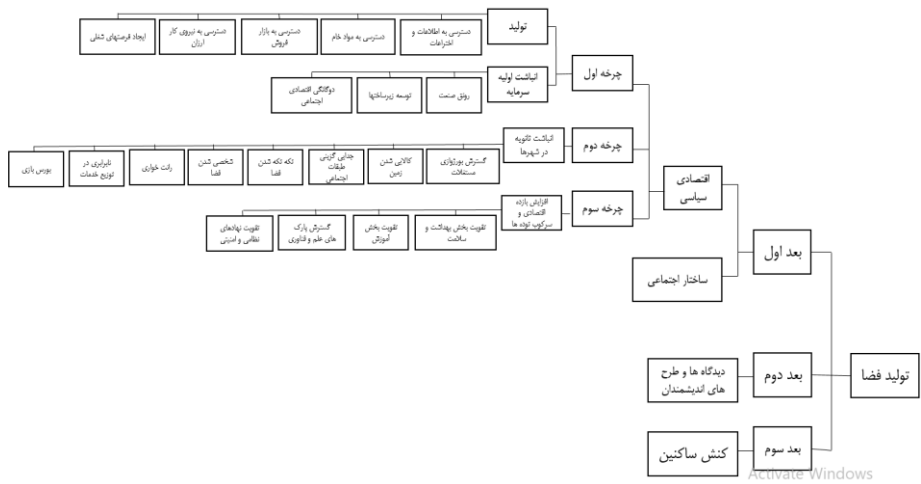 تولید
دسترسی به اطلاعات و
اختراعات
دسترسی به مواد خام
دسترسی به بازار
فروش
دسترسی به نیروی کار
ارزان
ایجاد فرصتهای شغلی
چرخه اول
انباشت اولیه
سرمایه
رونق صنعت
توسعه زیرساختها
دوگانگی اقتصادی
اجتماعی
چرخه دوم
انباشت ثانویه
در شهرها
گسترش بورژوازی
مستغلات
کالایی شدن
زمین
جدایی گزینی
طبقات
اجتماعی
تکه تکه شدن
فضا
شخصی شدن
فضا
رانت خواری
نابرابری در
توزیع خدمات
بورس بازی
اقتصادی
سیاسی
چرخه سوم
افزایش بازده
اقتصادی و
سرکوب توده ها
تقویت بخش بهداشت و
سلامت
تقویت بخش
آموزش
گسترش پارک
های علم و فناوری
تقویت نهادهای
نظامی و امنیتی
بعد اول
ساختار اجتماعی
تولید فضا
بعد دوم
دیدگاه ها و طرح
های اندیشمندان
بعد سوم
کنش ساکنین
Activate Windows